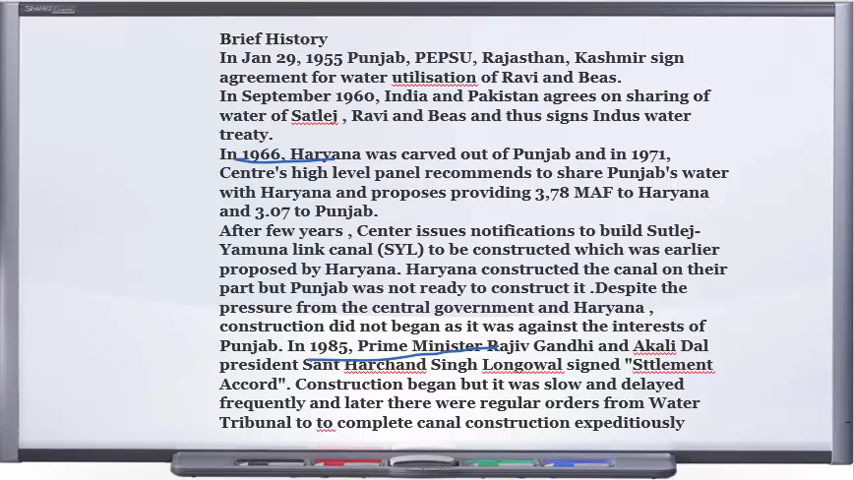 SMART
Brief History
In Jan 29, 1955 Punjab, PEPSU, Rajasthan, Kashmir sign
agreement for water utilisation of Ravi and Beas.
In September 1960, India and Pakistan agrees on sharing of
water of Satlej , Ravi and Beas and thus signs Indus water
treaty.
In 1966, Haryana was carved out of Punjab and in 1971,
Centre's high level panel recommends to share Punjab's water
with Haryana and proposes providing 3,78 MAF to Haryana
and 3.07 to Punjab.
After few years , Center issues notifications to build Sutlej-
Yamuna link canal (SYL) to be constructed which was earlier
proposed by Haryana. Haryana constructed the canal on their
part but Punjab was not ready to construct it .Despite the
pressure from the central government and Haryana ,
construction did not began as it was against the interests of
Punjab. In 1985, Prime Minister Rajiv Gandhi and Akali Dal
president Sant Harchand Singh Longowal signed "Sttlement
Accord". Construction began but it was slow and delayed
frequently and later there were regular orders from Water
Tribunal to to complete canal construction expeditiously